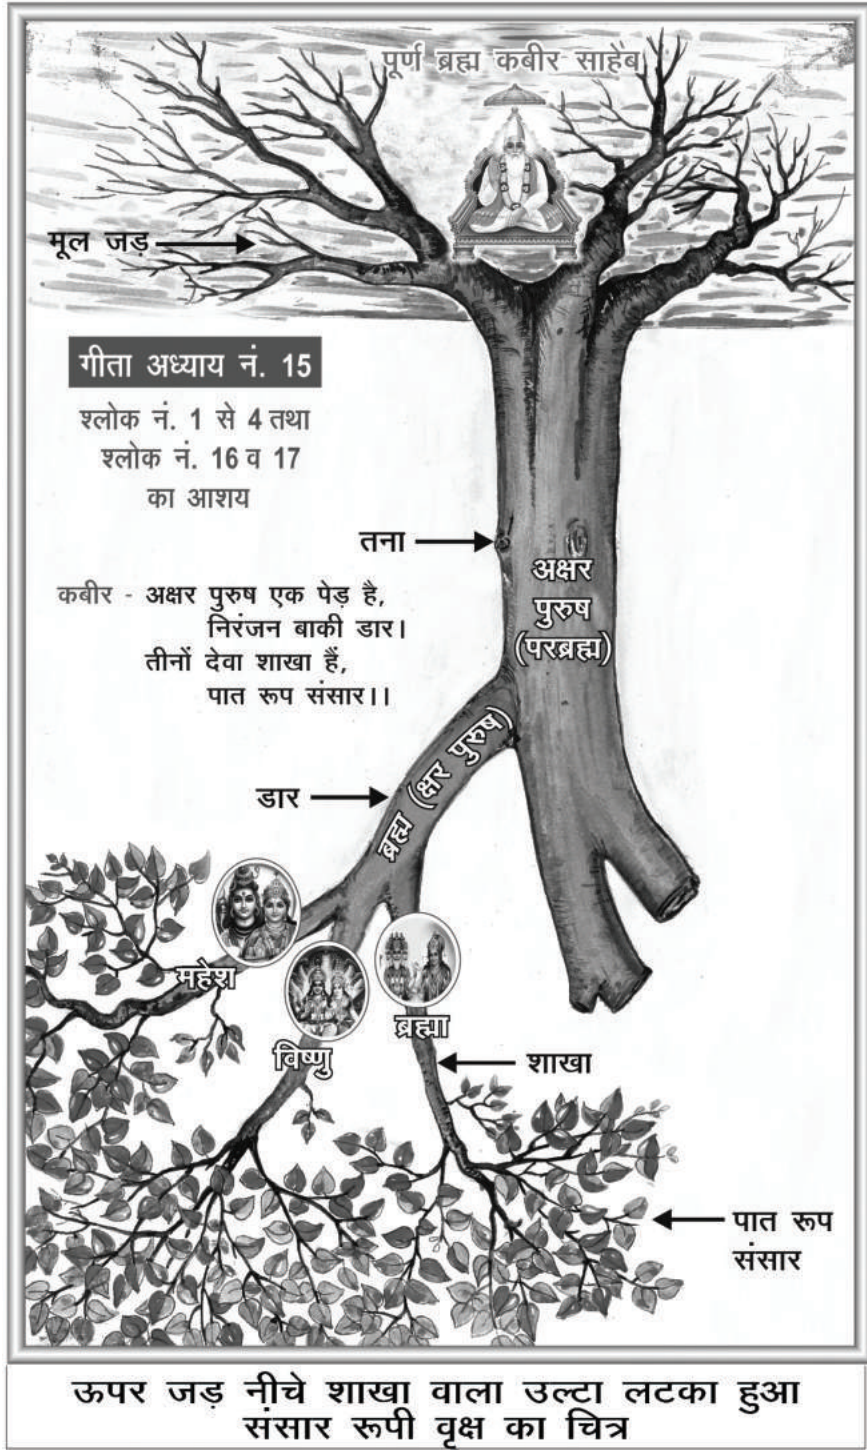 पूर्ण ब्रह्म कबीर साहेब
मूल जड़
गीता अध्याय नं. 15
श्लोक नं. 1 से 4 तथा
श्लोक नं. 16 व 17
का आशय
तना
अक्षर
पुरुष
(परब्रह्म)
कबीर - अक्षर पुरुष एक पेड़ है,
निरंजन बाकी डार।
तीनों देवा शाखा हैं,
पात रूप संसार।।
ब्रह्म (क्षर पुरुष)
डार
महेश
विष्णु
ब्रह्मा
शाखा
पात रूप
संसार
ऊपर जड़ नीचे शाखा वाला उल्टा लटका हुआ
संसार रूपी वृक्ष का चित्र